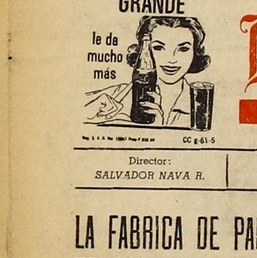 GRANDE
le da
mucho
más
CC g-61-5
Director:
SALVADOR NAVA R.
LA FABRICA DE PA